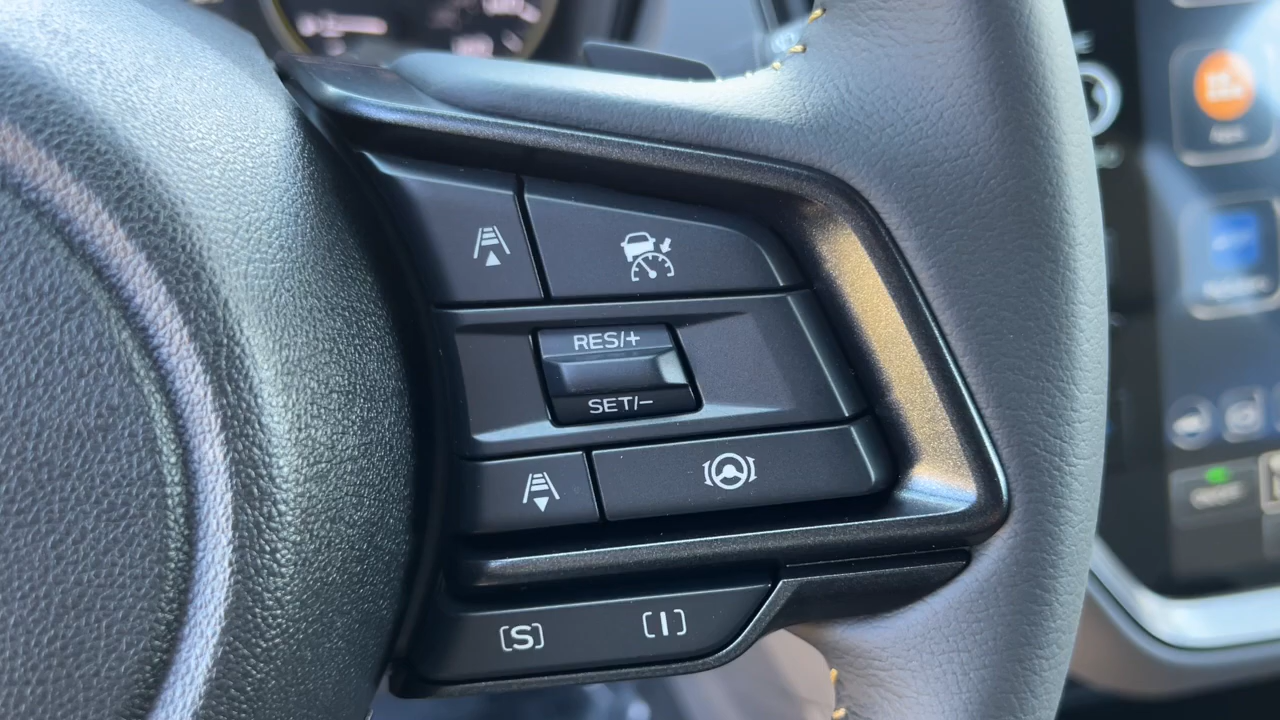 RES/+
SET/–
[S] [I]